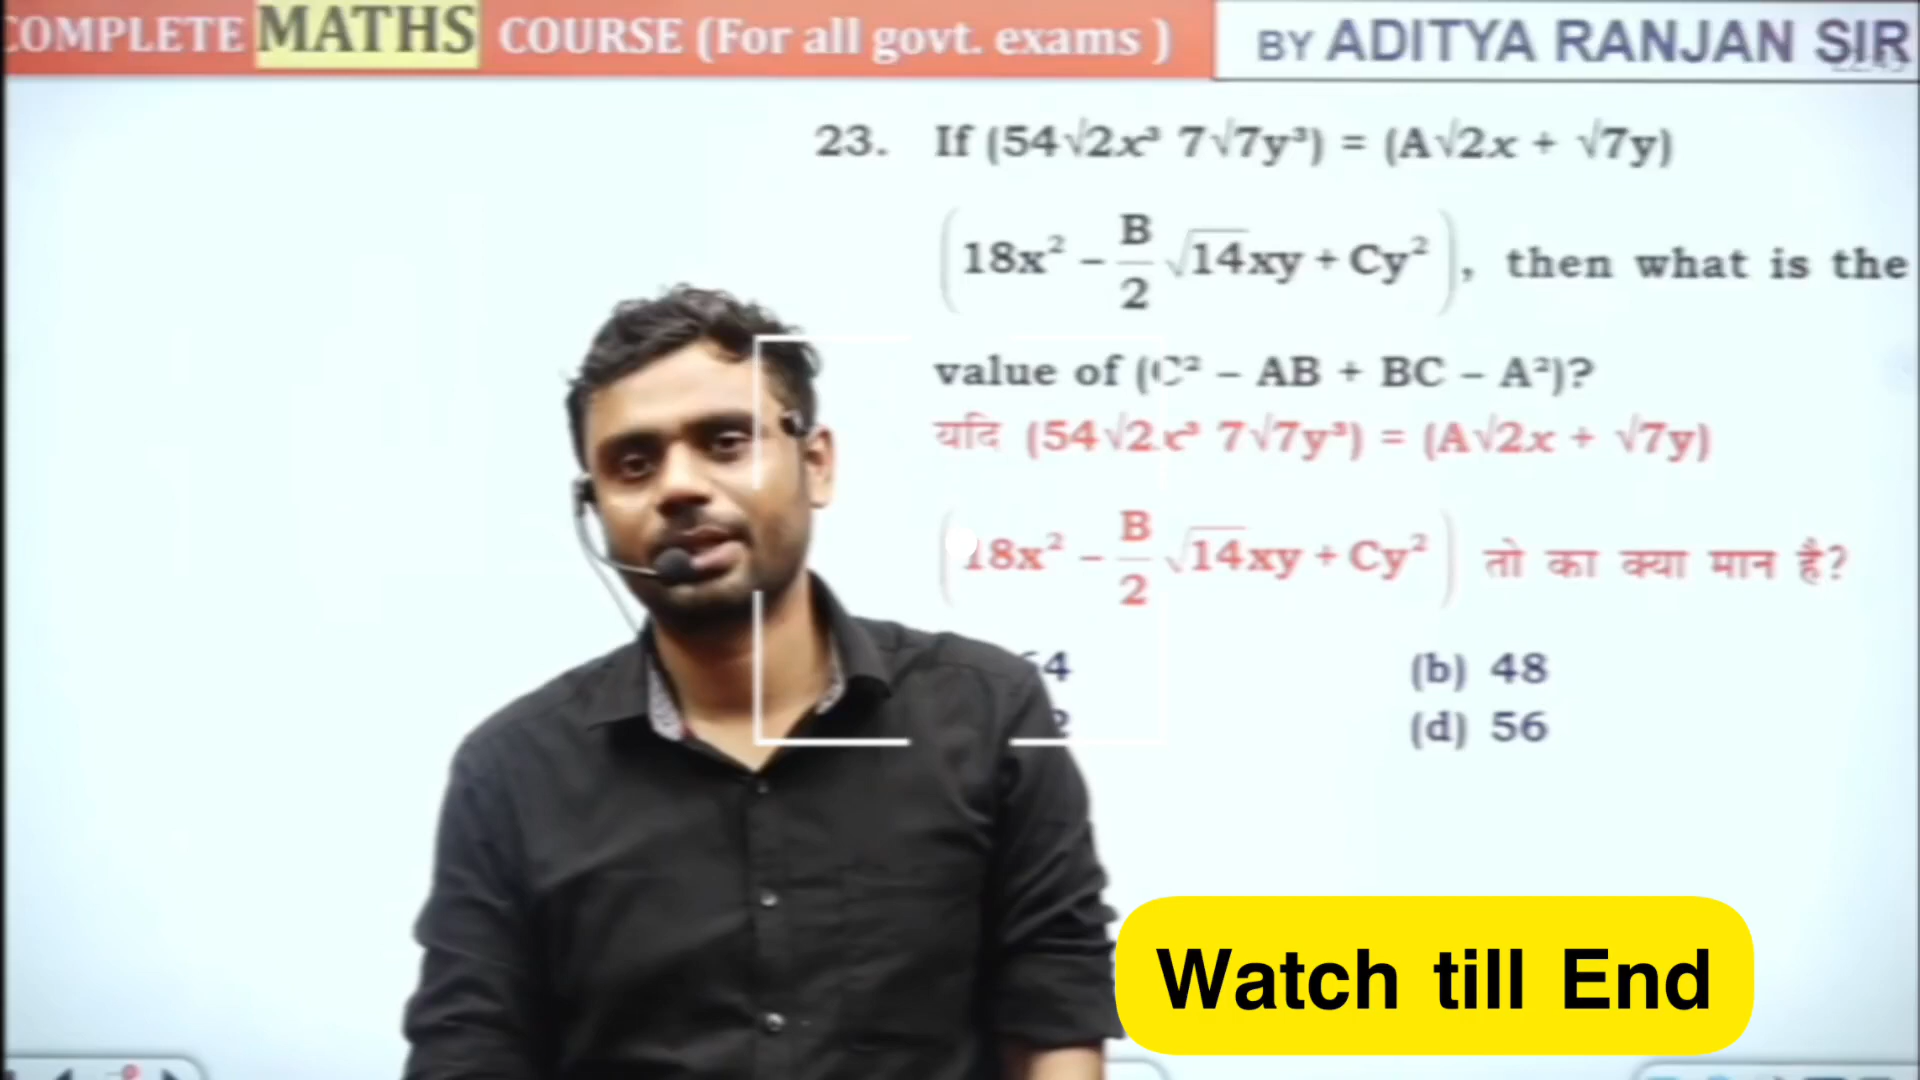 COMPLETE MATHS COURSE (For all govt. exams )
BY ADITYA RANJAN SIR
23. If (54√2x³ 7√7y³) = (A√2x + √7y)
(18x² – B/2 √14xy + Cy²), then what is the
value of (C² – AB + BC – A²)?
यदि (54√2x³ 7√7y³) = (A√2x + √7y)
(18x² – B/2 √14xy + Cy²) तो का क्या मान है?
(b) 48
(d) 56
Watch till End